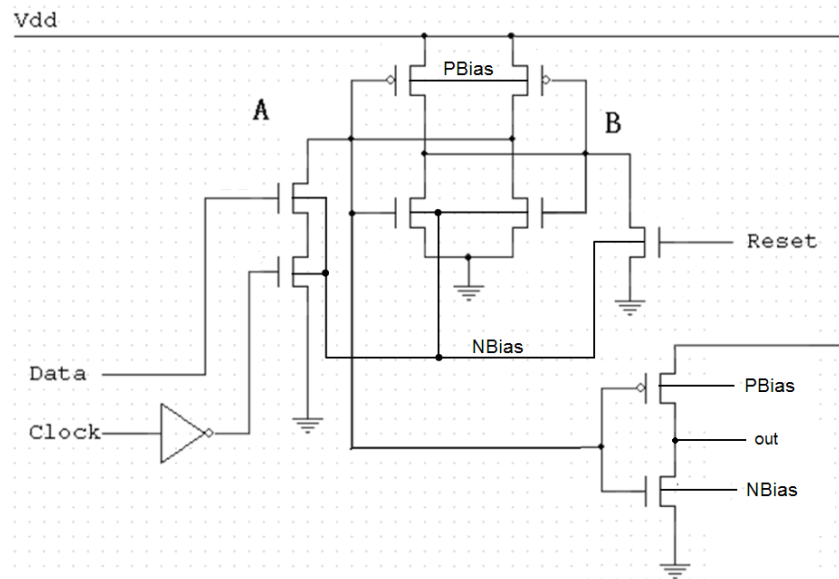 Vdd
PBias
A
B
Reset
NBias
Data
PBias
Clock
out
NBias